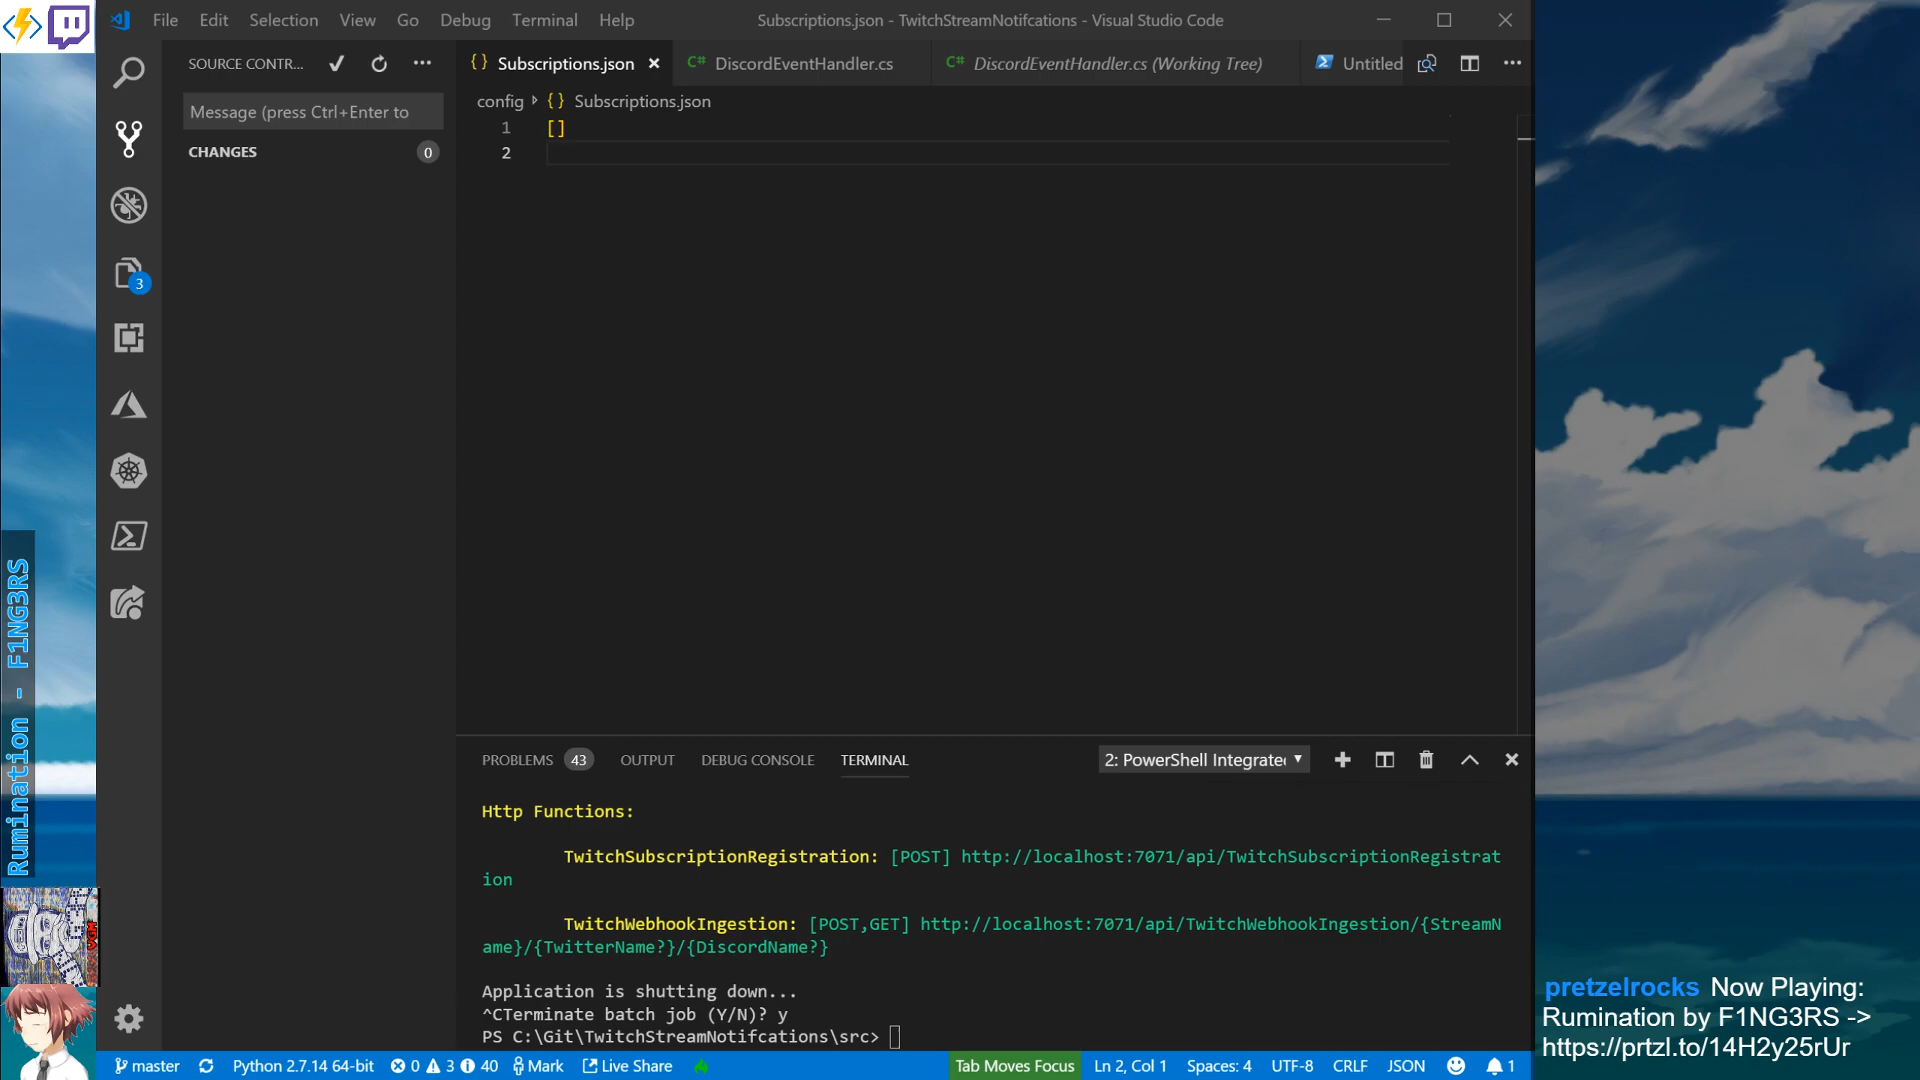 File Edit Selection View Go Debug Terminal Help
Subscriptions.json - TwitchStreamNotifcations - Visual Studio Code
SOURCE CONTR...
Subscriptions.json
DiscordEventHandler.cs
DiscordEventHandler.cs (Working Tree)
Untitled
Message (press Ctrl+Enter to
config Subscriptions.json
CHANGES 0
1 []
2
3
Rumination - F1NG3RS
PROBLEMS 43 OUTPUT DEBUG CONSOLE TERMINAL
2: PowerShell Integrate
Http Functions:
TwitchSubscriptionRegistration: [POST] http://localhost:7071/api/TwitchSubscriptionRegistrat
ion
TwitchWebhookIngestion: [POST,GET] http://localhost:7071/api/TwitchWebhookIngestion/{StreamN
ame}/{TwitterName?}/{DiscordName?}
Application is shutting down...
^CTerminate batch job (Y/N)? y
PS C:\Git\TwitchStreamNotifcations\src>
pretzelrocks Now Playing:
Rumination by F1NG3RS ->
https://prtzl.to/14H2y25rUr
master Python 2.7.14 64-bit 0 3 40 Mark Live Share Tab Moves Focus Ln 2, Col 1 Spaces: 4 UTF-8 CRLF JSON 1